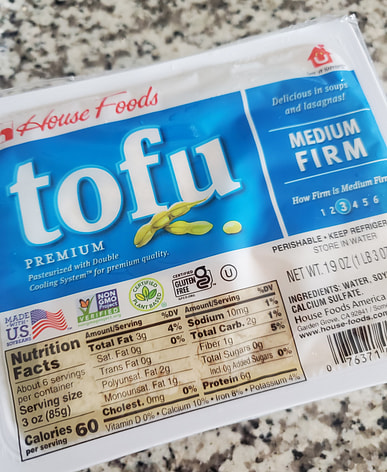 House Foods
Delicious in soups
and lasagnas!
tofu
MEDIUM
FIRM
PREMIUM
Pasteurized with Double
Cooling System™ for premium quality.
How Firm is Medium Firm
1 2 3 4 5 6
PERISHABLE • KEEP REFRIGER
STORE IN WATER
MADE
WITH
US
SOYBEANS
NON
GMO
Project
VERIFIED
CERTIFIED
PLANT BASED
CERTIFIED
GLUTEN
FREE
U
NET WT. 19 OZ (1 LB 3 O
INGREDIENTS: WATER, SOY
CALCIUM SULFATE.
House Foods America
Garden Grove, CA 92841
www.house-foods.com
Nutrition
Facts
About 6 servings
per container
Serving size
3 oz (85g)
Calories 60
per serving
Amount/Serving %DV
Total Fat 3g 4%
Sat. Fat 0g 0%
Trans Fat 0g
Polyunsat. Fat 2g
Monounsat. Fat 1g
Cholest. 0mg 0%
Amount/Serving %DV
Sodium 10mg 0%
Total Carb. 2g 1%
Fiber 1g 5%
Total Sugars 0g
Incl 0g Added Sugars 0%
Protein 6g
Vitamin D 0% • Calcium 10% • Iron 8% • Potassium 4%